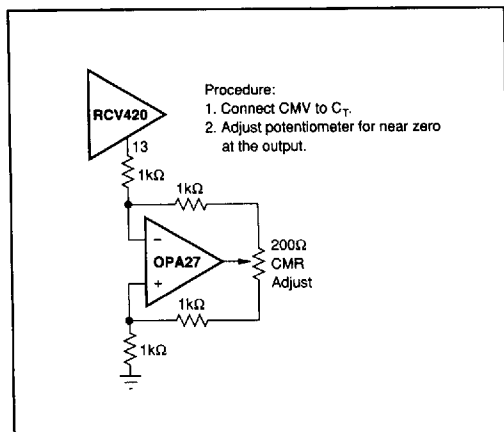 RCV420
Procedure:
1. Connect CMV to C_T.
2. Adjust potentiometer for near zero
at the output.
13
1kΩ
1kΩ
−
OPA27
+
200Ω
CMR
Adjust
1kΩ
1kΩ